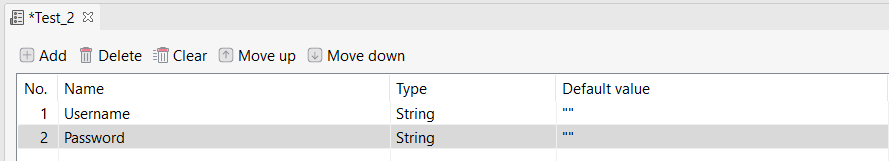 *Test_2
Add Delete Clear Move up Move down
No. Name Type Default value
1 Username String ""
2 Password String ""